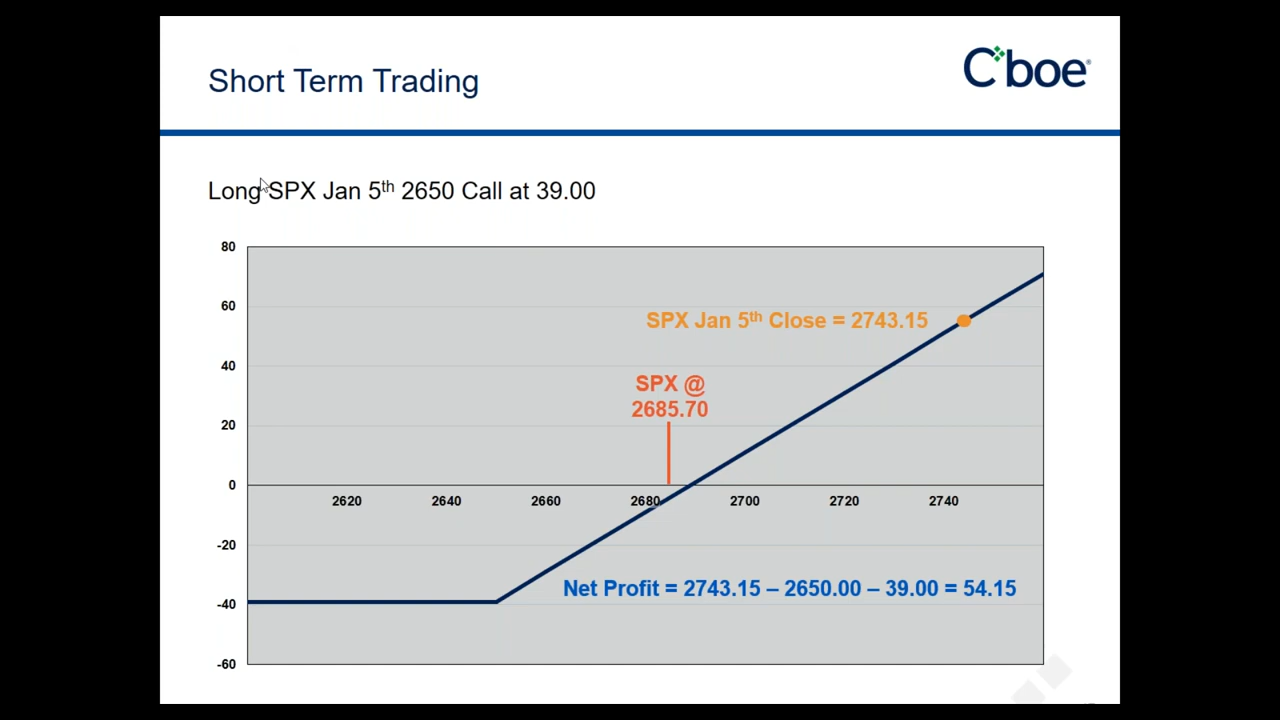 Short Term Trading
Cboe®
Long SPX Jan 5th 2650 Call at 39.00
80
60
SPX Jan 5th Close = 2743.15
40
SPX @
2685.70
20
0
2620 2640 2660 2680 2700 2720 2740
-20
Net Profit = 2743.15 – 2650.00 – 39.00 = 54.15
-40
-60